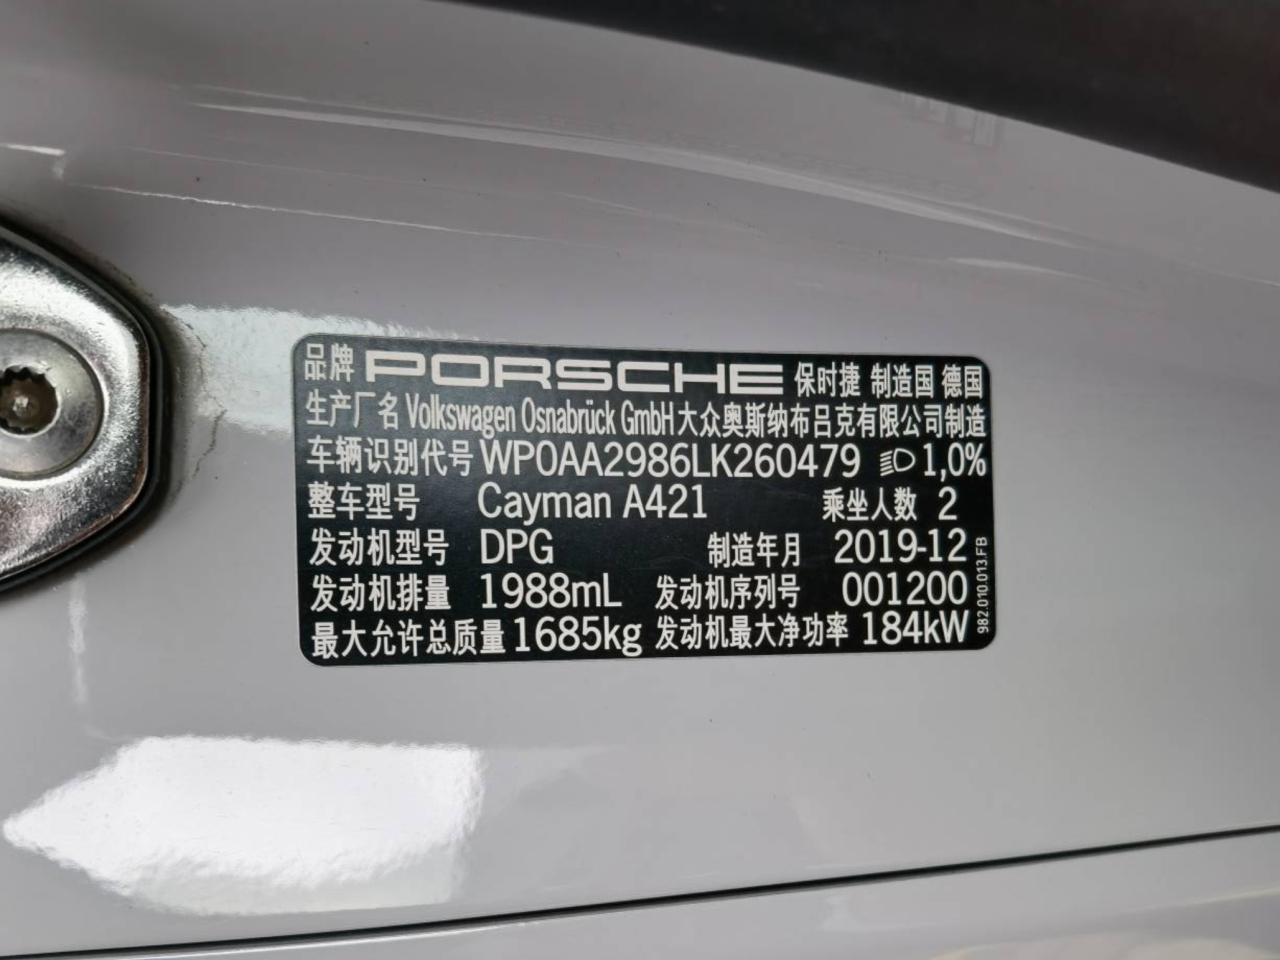 品牌 PORSCHE 保时捷 制造国 德国
生产厂名 Volkswagen Osnabrück GmbH 大众奥斯纳布吕克有限公司制造
车辆识别代号 WP0AA2986LK260479 1,0%
整车型号 Cayman A421 乘坐人数 2
发动机型号 DPG 制造年月 2019-12
发动机排量 1988mL 发动机序列号 001200
最大允许总质量 1685kg 发动机最大净功率 184kW
982.010.013.FB